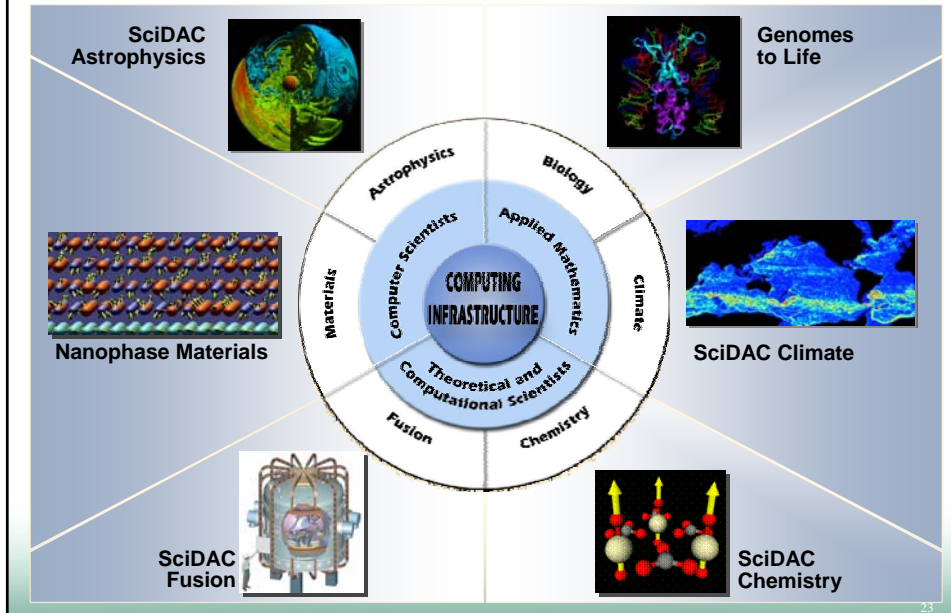 SciDAC
Astrophysics
Genomes
to Life
Astrophysics
Biology
Computer Scientists
Applied Mathematics
Materials
Climate
COMPUTING
INFRASTRUCTURE
Nanophase Materials
SciDAC Climate
Theoretical and
Computational Scientists
Fusion
Chemistry
SciDAC
Fusion
SciDAC
Chemistry
23